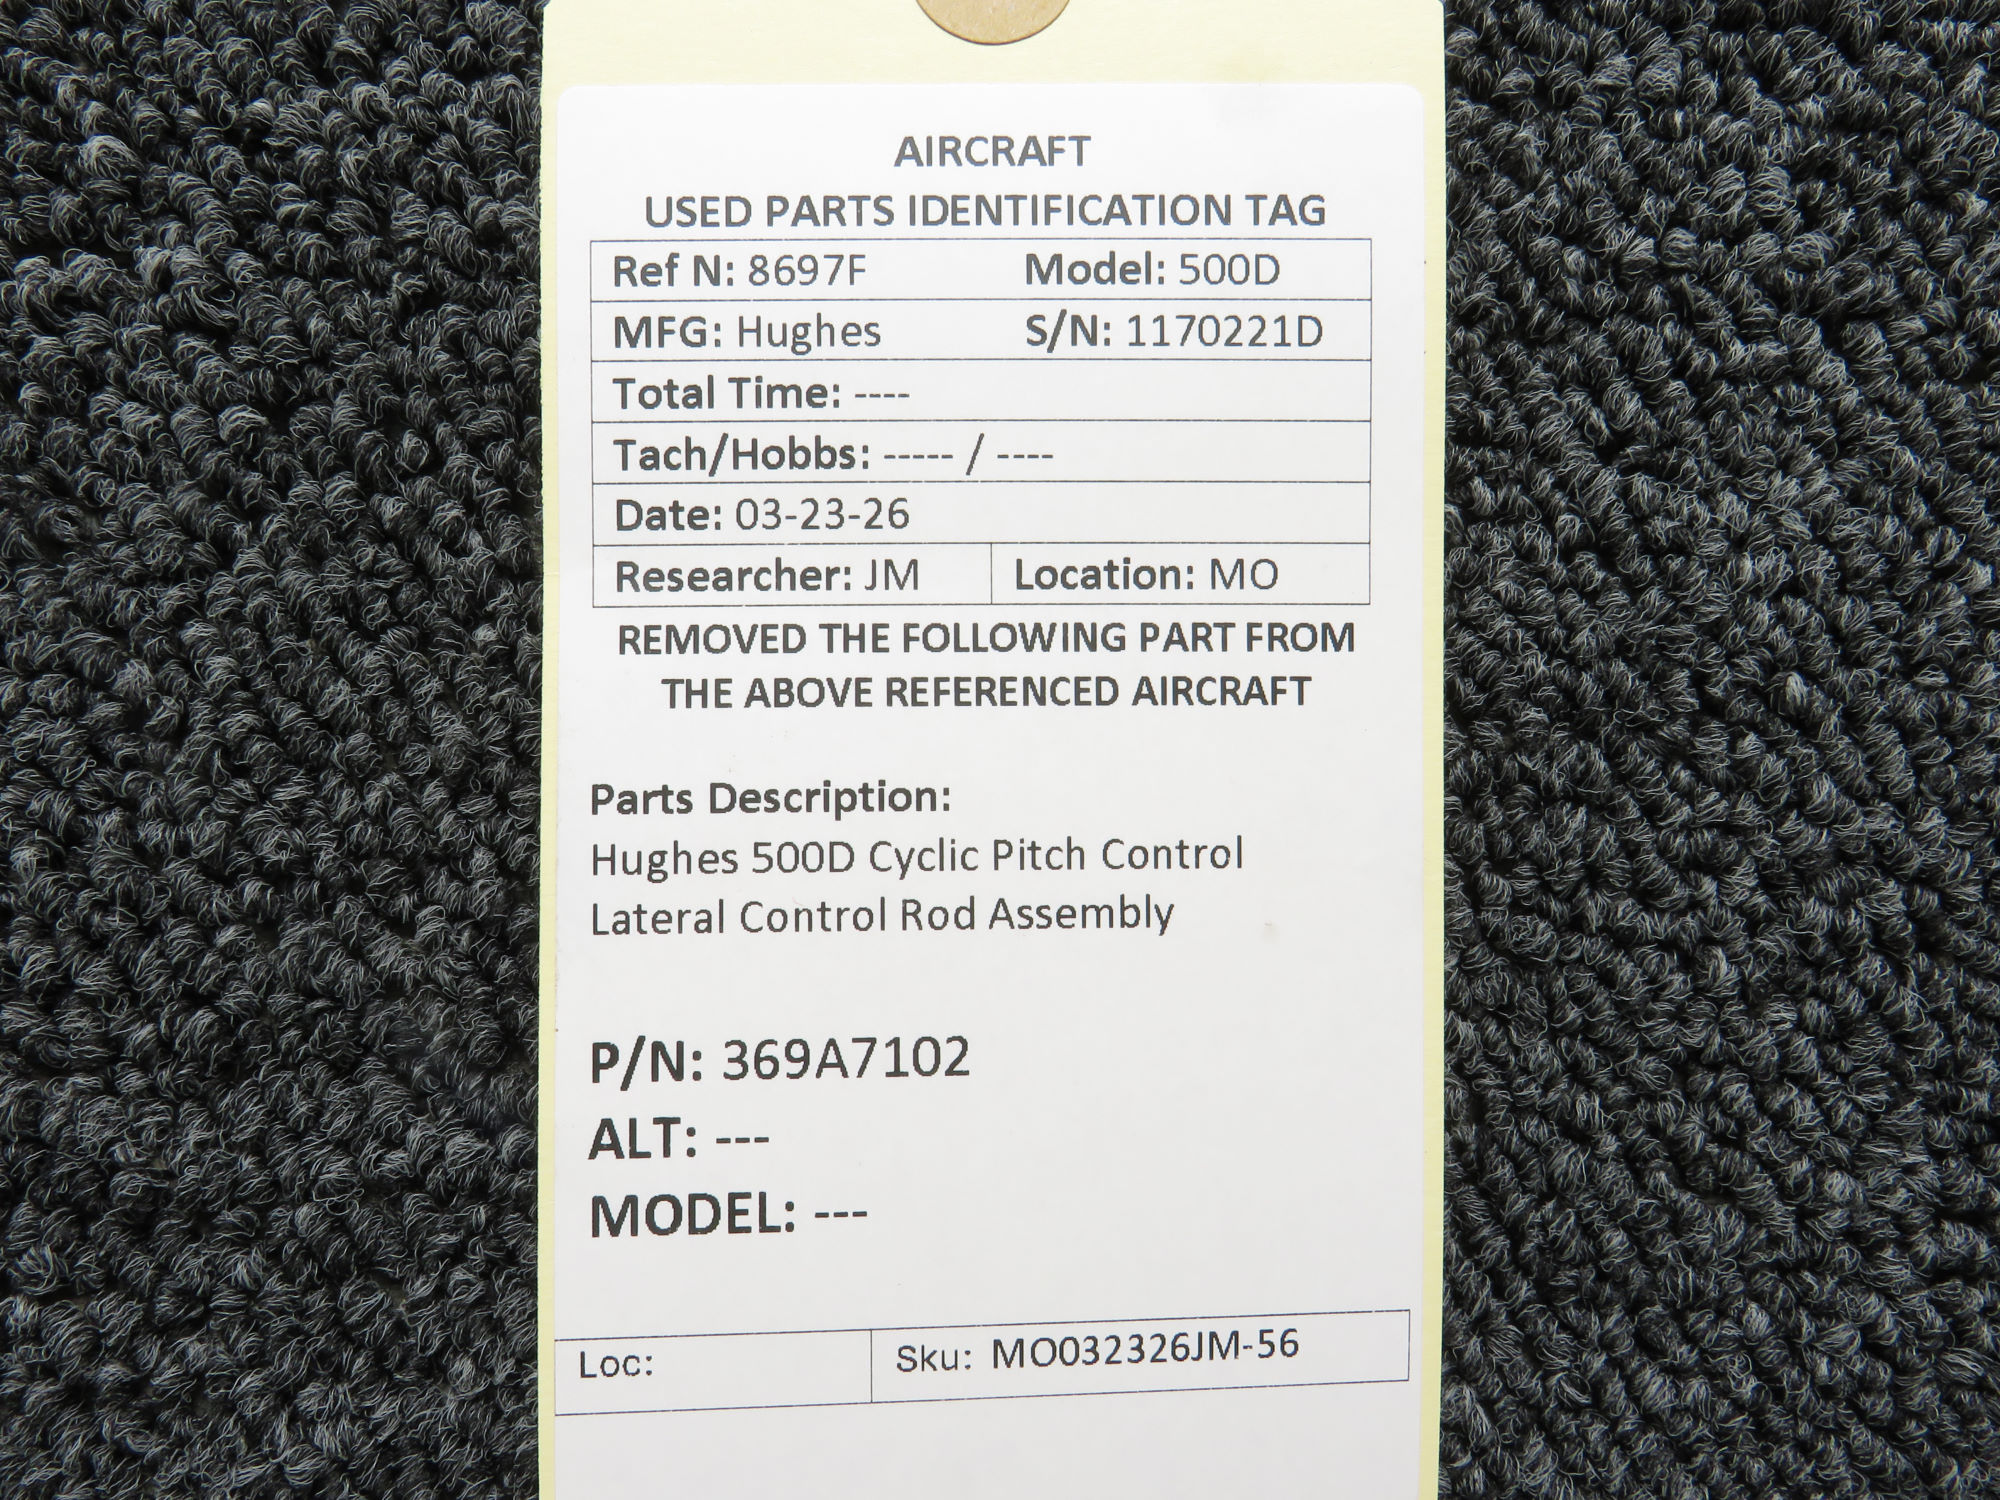 AIRCRAFT
USED PARTS IDENTIFICATION TAG
Ref N: 8697F Model: 500D
MFG: Hughes S/N: 1170221D
Total Time: ----
Tach/Hobbs: ----- / ----
Date: 03-23-26
Researcher: JM Location: MO
REMOVED THE FOLLOWING PART FROM
THE ABOVE REFERENCED AIRCRAFT
Parts Description:
Hughes 500D Cyclic Pitch Control
Lateral Control Rod Assembly
P/N: 369A7102
ALT: ---
MODEL: ---
Loc: Sku: MO032326JM-56